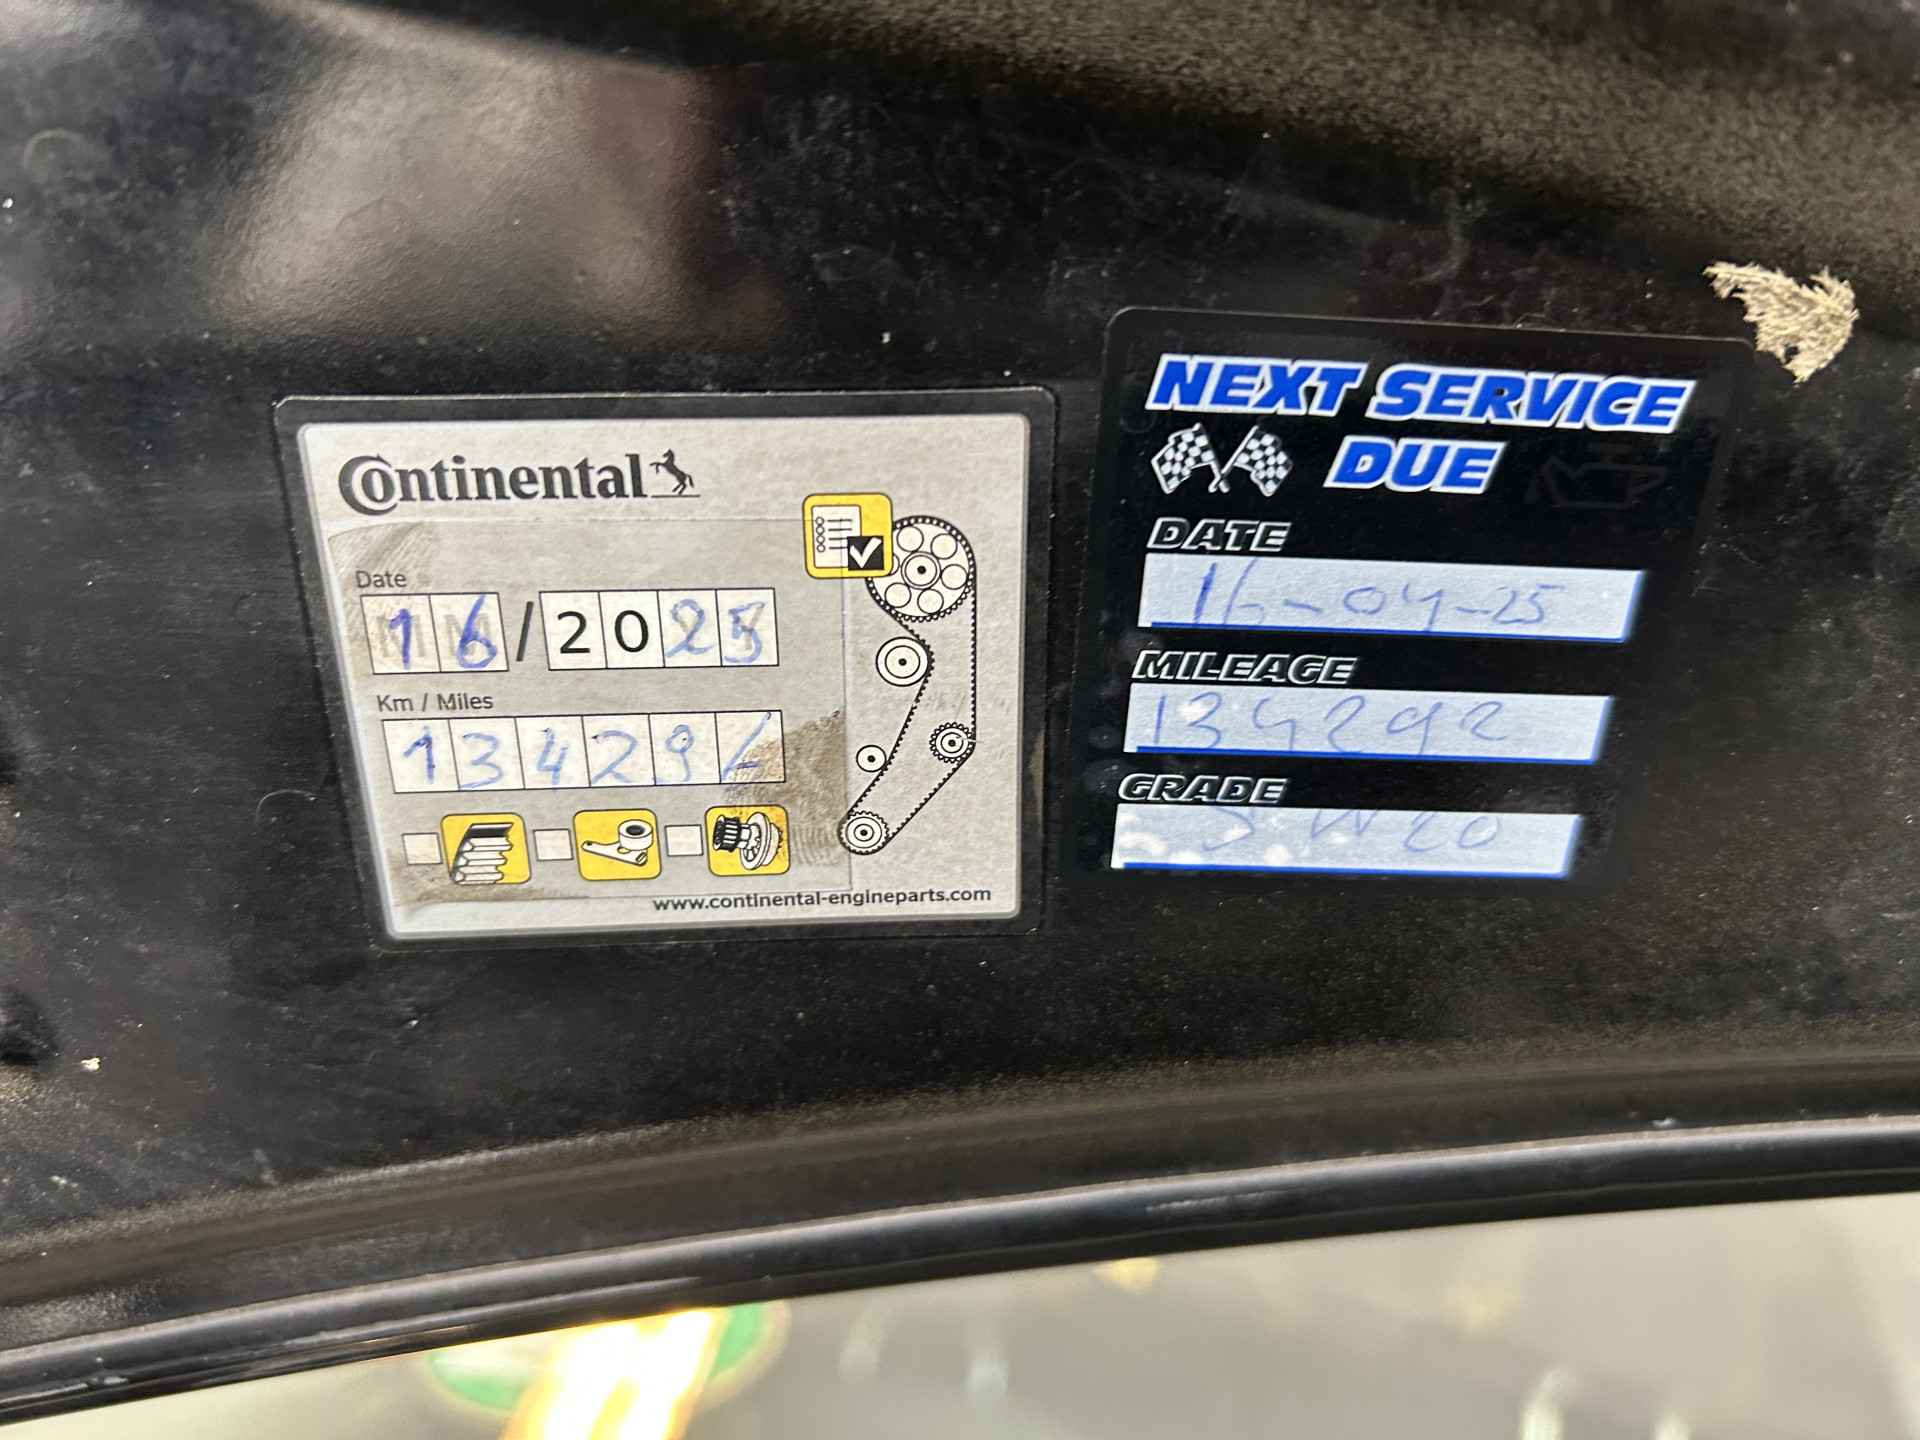 Continental
Date
16/2025
Km / Miles
13429
www.continental-engineparts.com
NEXT SERVICE
DUE
DATE
16-04-25
MILEAGE
134292
GRADE
5W20